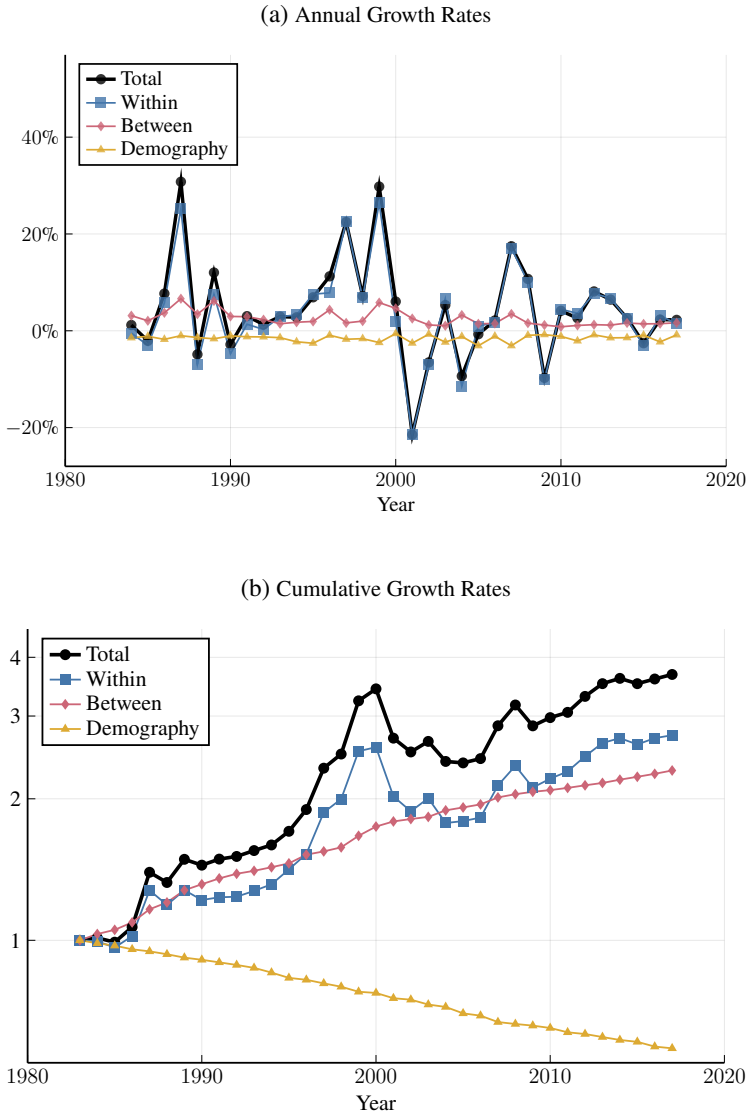 (a) Annual Growth Rates
Total
Within
Between
Demography
40%
20%
0%
−20%
1980 1990 2000 2010 2020
Year
(b) Cumulative Growth Rates
Total
Within
Between
Demography
4
3
2
1
1980 1990 2000 2010 2020
Year